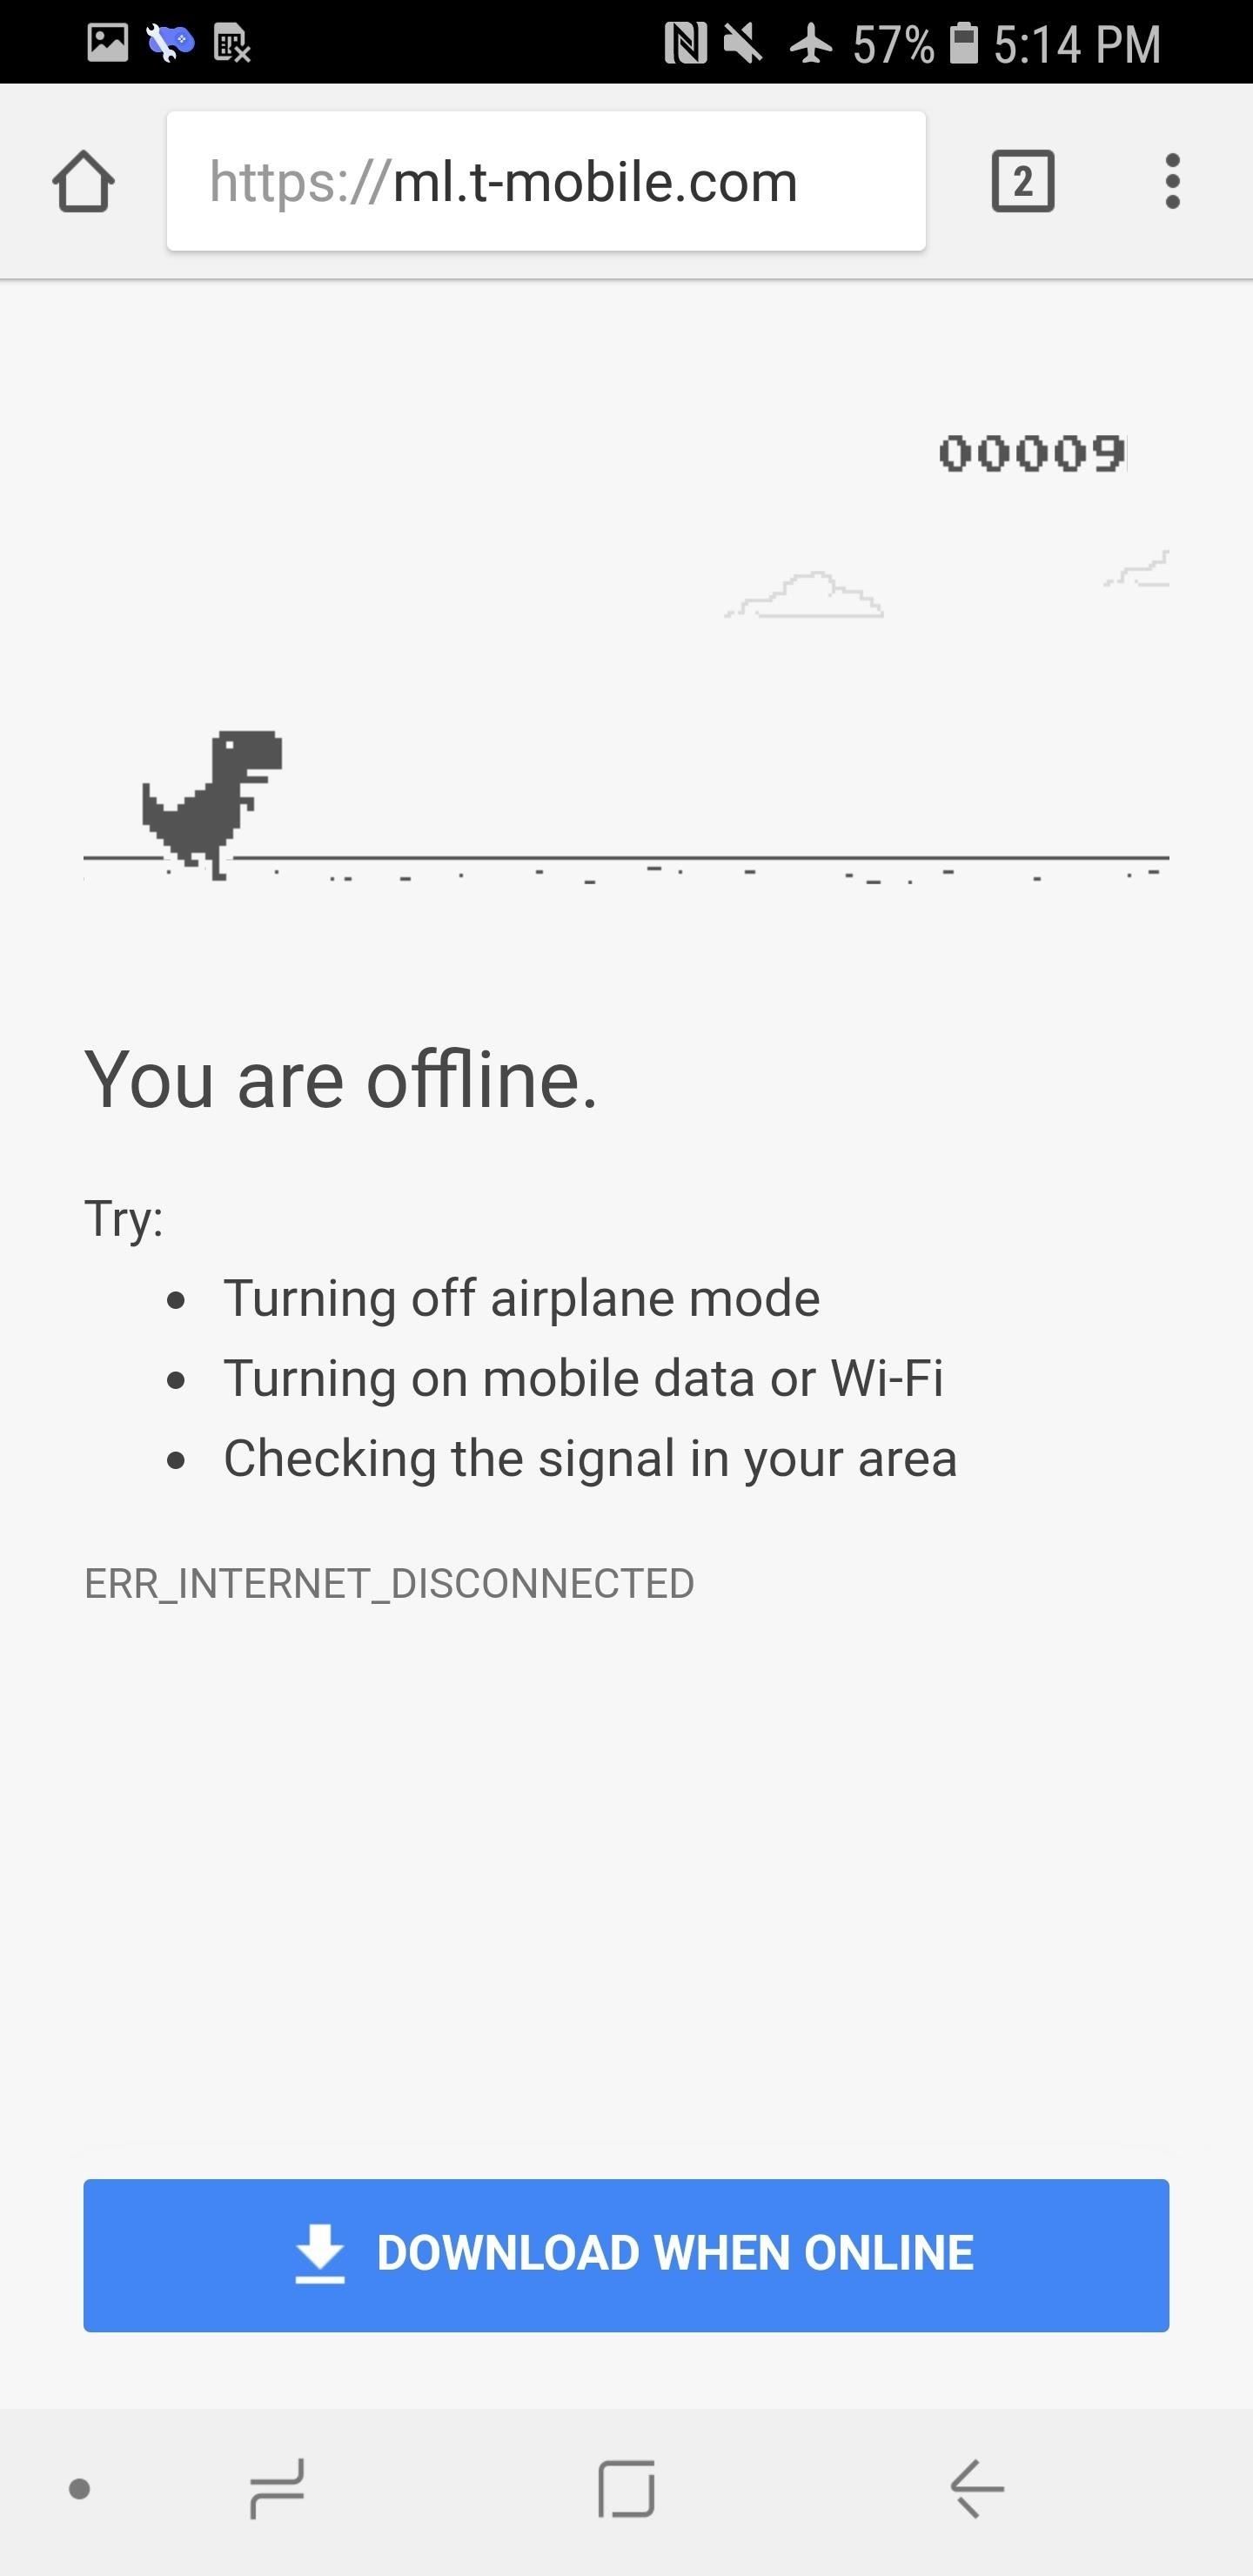 57% 5:14 PM
https://ml.t-mobile.com
2
00009
You are offline.
Try:
• Turning off airplane mode
• Turning on mobile data or Wi-Fi
• Checking the signal in your area
ERR_INTERNET_DISCONNECTED
DOWNLOAD WHEN ONLINE